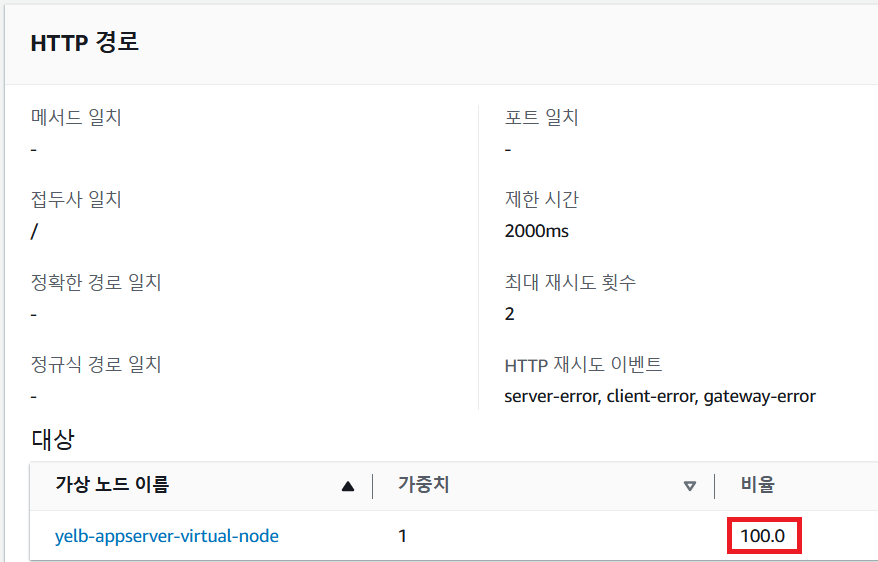 HTTP 경로
메서드 일치
-
접두사 일치
/
정확한 경로 일치
-
정규식 경로 일치
-
포트 일치
-
제한 시간
2000ms
최대 재시도 횟수
2
HTTP 재시도 이벤트
server-error, client-error, gateway-error
대상
가상 노드 이름 가중치 비율
yelb-appserver-virtual-node 1 100.0